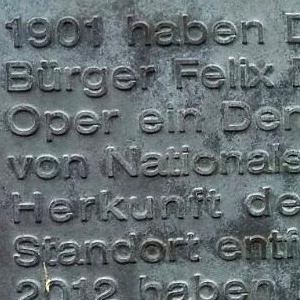 1901 haben D
Bürger Felix
Oper ein Den
von Nationals
Herkunft de
Standort entf
2012 haben